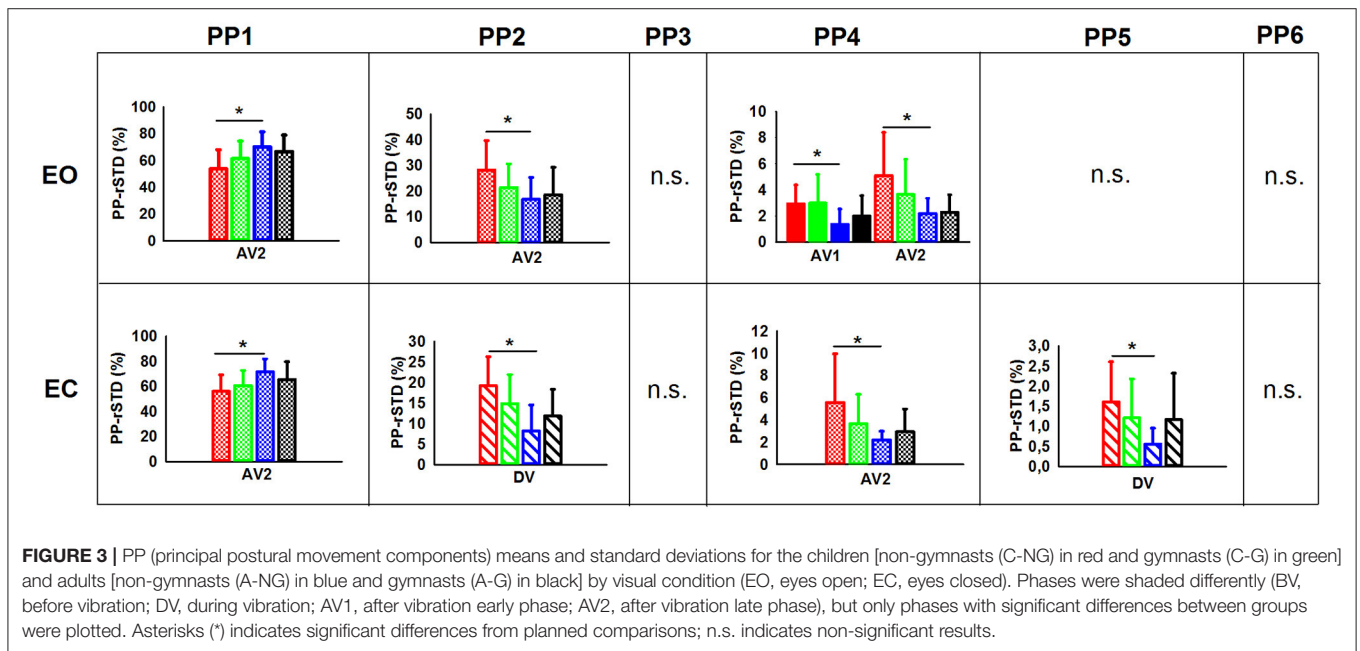 PP1 PP2 PP3 PP4 PP5 PP6
EO
PP-rSTD (%)
100
80
60
40
20
0
*
AV2
PP-rSTD (%)
50
40
30
20
10
0
*
AV2
n.s.
PP-rSTD (%)
10
8
6
4
2
0
* *
AV1 AV2
n.s.
n.s.
EC
PP-rSTD (%)
100
80
60
40
20
0
*
AV2
PP-rSTD (%)
30
25
20
15
10
5
0
*
DV
n.s.
PP-rSTD (%)
12
10
8
6
4
2
0
*
AV2
PP-rSTD (%)
3,0
2,5
2,0
1,5
1,0
0,5
0,0
*
DV
n.s.
FIGURE 3 | PP (principal postural movement components) means and standard deviations for the children [non-gymnasts (C-NG) in red and gymnasts (C-G) in green]
and adults [non-gymnasts (A-NG) in blue and gymnasts (A-G) in black] by visual condition (EO, eyes open; EC, eyes closed). Phases were shaded differently (BV,
before vibration; DV, during vibration; AV1, after vibration early phase; AV2, after vibration late phase), but only phases with significant differences between groups
were plotted. Asterisks (*) indicates significant differences from planned comparisons; n.s. indicates non-significant results.